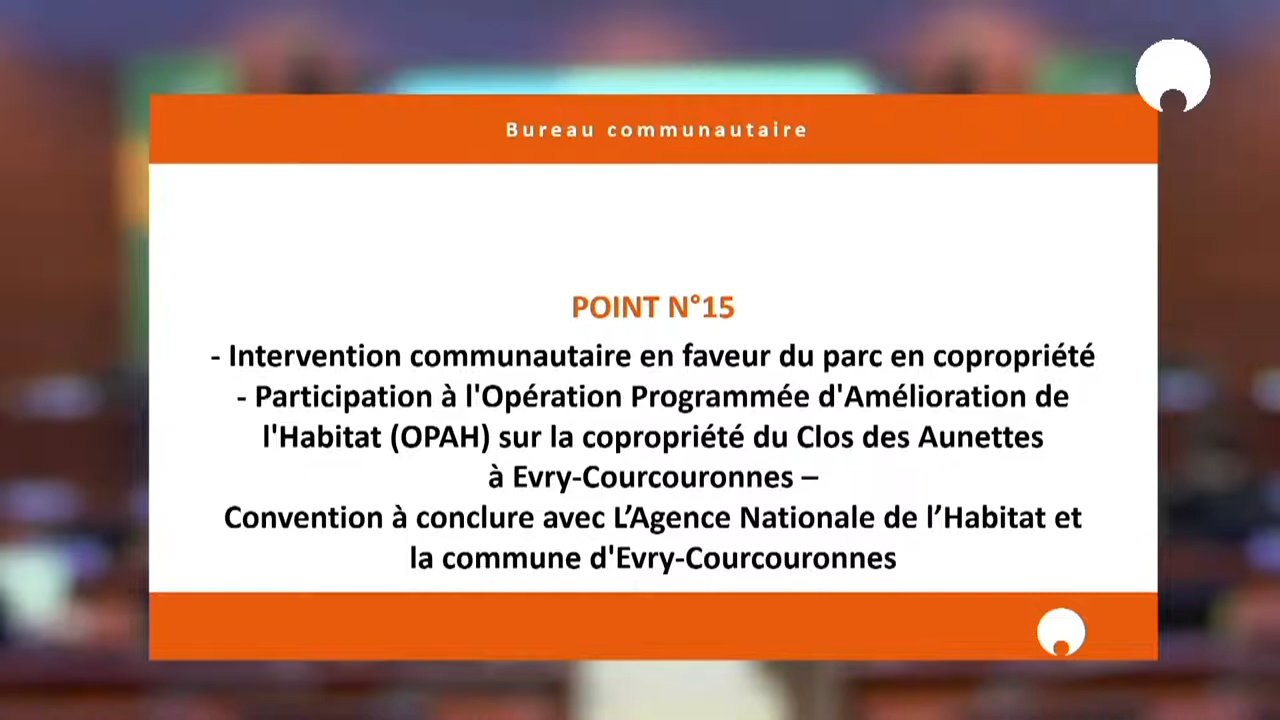 Bureau communautaire
POINT N°15
- Intervention communautaire en faveur du parc en copropriété
- Participation à l'Opération Programmée d'Amélioration de
l'Habitat (OPAH) sur la copropriété du Clos des Aunettes
à Evry-Courcouronnes –
Convention à conclure avec L’Agence Nationale de l’Habitat et
la commune d'Evry-Courcouronnes